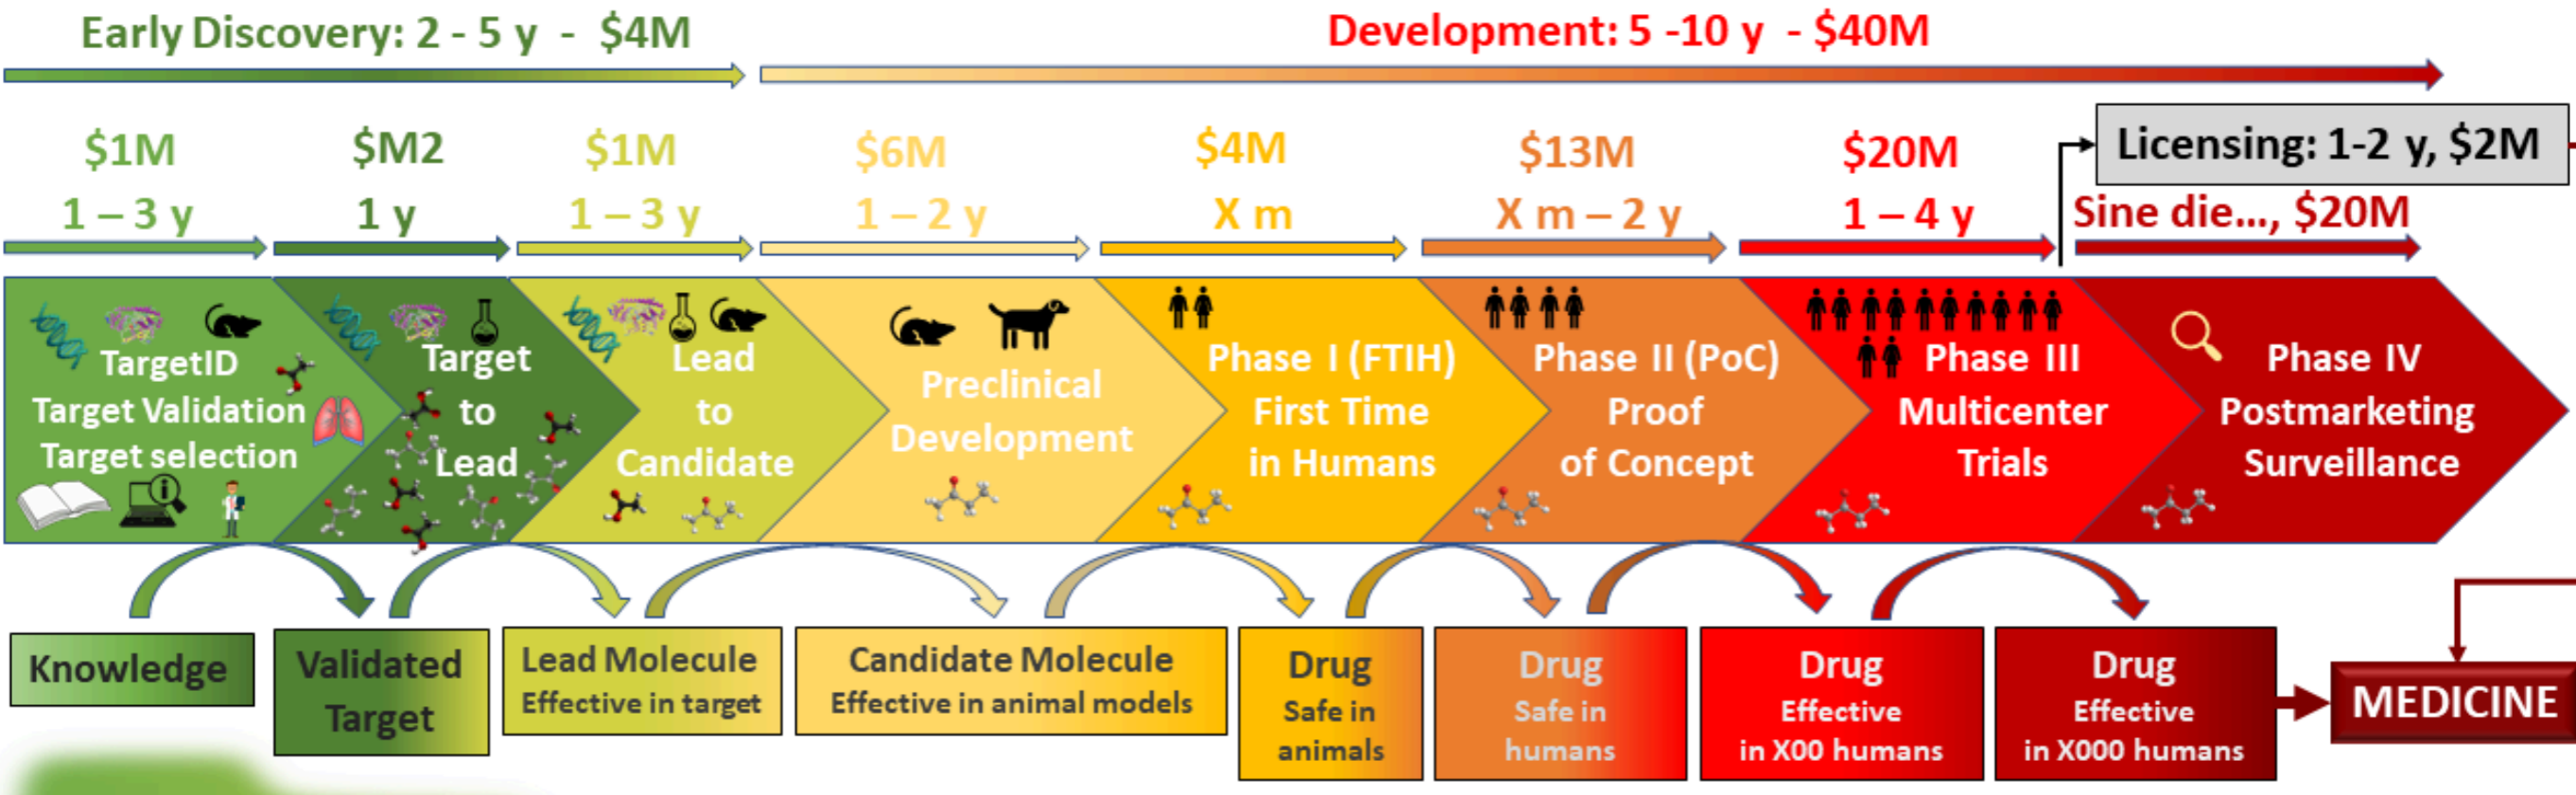 Early Discovery: 2 - 5 y - $4M
Development: 5 -10 y - $40M
$1M
1 – 3 y
$M2
1 y
$1M
1 – 3 y
$6M
1 – 2 y
$4M
X m
$13M
X m – 2 y
$20M
1 – 4 y
Licensing: 1-2 y, $2M
Sine die..., $20M
TargetID
Target Validation
Target selection
Target
to
Lead
Lead
to
Candidate
Preclinical
Development
Phase I (FTIH)
First Time
in Humans
Phase II (PoC)
Proof
of Concept
Phase III
Multicenter
Trials
Phase IV
Postmarketing
Surveillance
Knowledge
Validated
Target
Lead Molecule
Effective in target
Candidate Molecule
Effective in animal models
Drug
Safe in
animals
Drug
Safe in
humans
Drug
Effective
in X00 humans
Drug
Effective
in X000 humans
MEDICINE